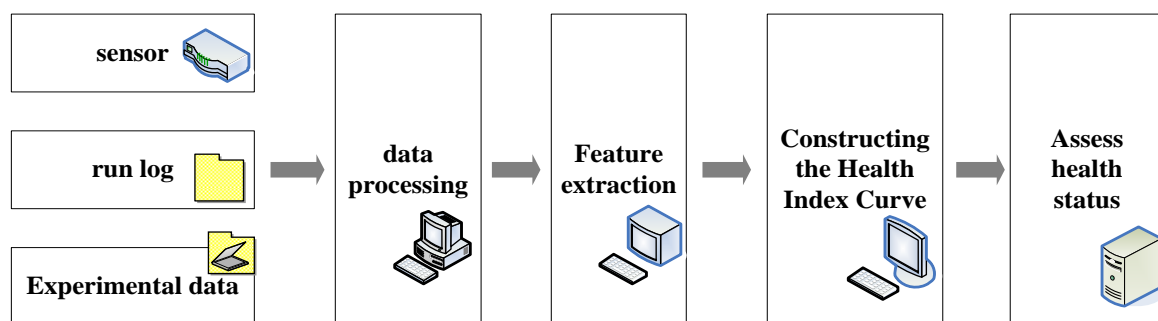 sensor
run log
Experimental data
data
processing
Feature
extraction
Constructing
the Health
Index Curve
Assess
health
status